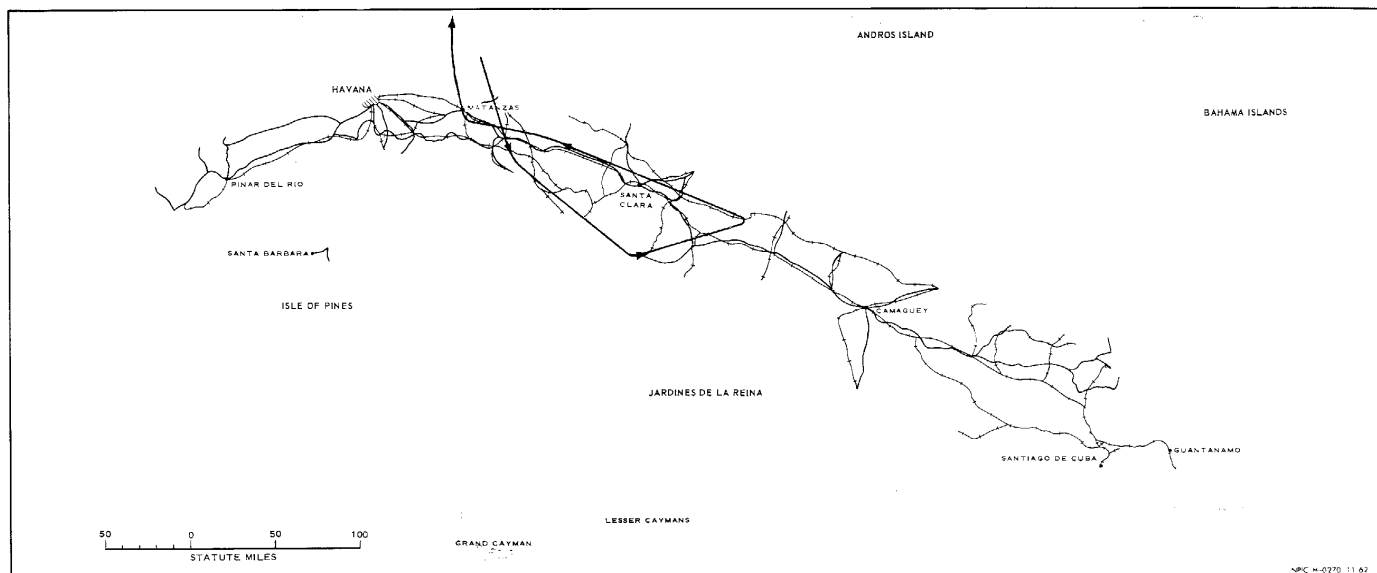 ANDROS ISLAND
HAVANA
MATANZAS
BAHAMA ISLANDS
PINAR DEL RIO
SANTA
CLARA
SANTA BARBARA
ISLE OF PINES
CAMAGUEY
JARDINES DE LA REINA
GUANTANAMO
SANTIAGO DE CUBA
LESSER CAYMANS
50 0 50 100
GRAND CAYMAN
STATUTE MILES
NPIC H-0270 11 62